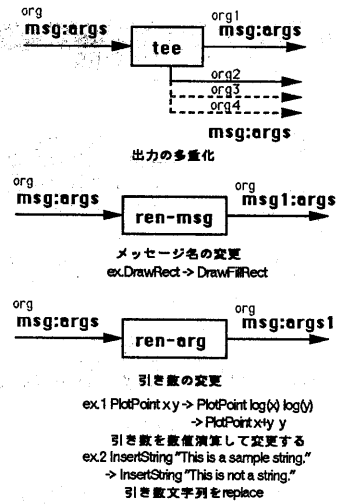 org
msg:args
tee
org1
msg:args
org2
org3
org4
msg:args
出力の多重化
org
msg:args
ren-msg
org
msg1:args
メッセージ名の変更
ex.DrawRect -> DrawFillRect
org
msg:args
ren-arg
org
msg:args1
引き数の変更
ex.1 PlotPoint x y -> PlotPoint log(x) log(y)
-> PlotPoint x+y y
引き数を数値演算して変更する
ex.2 InsertString "This is a sample string."
-> InsertString "This is not a string."
引き数文字列をreplace